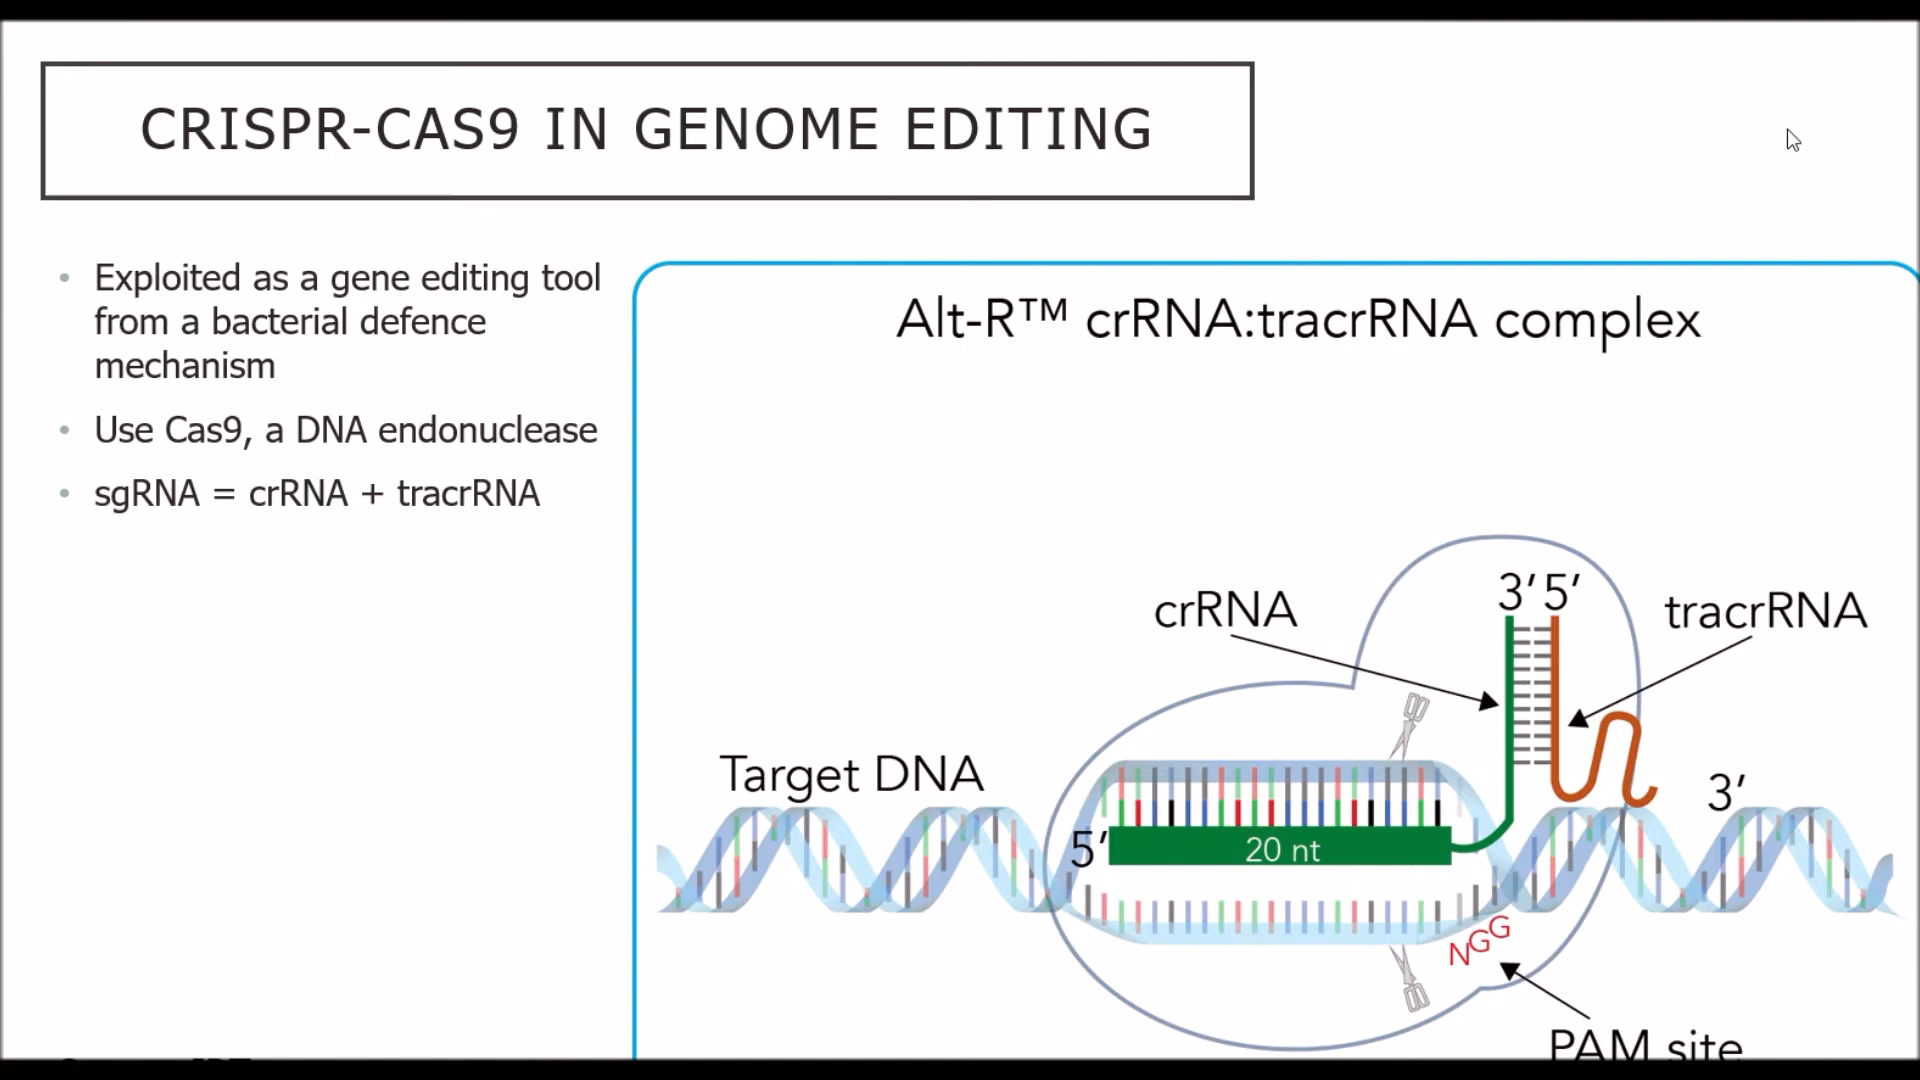 CRISPR-CAS9 IN GENOME EDITING
• Exploited as a gene editing tool
from a bacterial defence
mechanism
• Use Cas9, a DNA endonuclease
• sgRNA = crRNA + tracrRNA
Alt-R™ crRNA:tracrRNA complex
3′ 5′
crRNA
tracrRNA
Target DNA
3′
5′
20 nt
NGG
PAM site